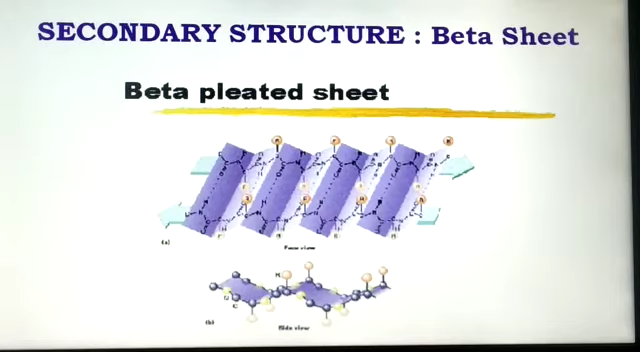 SECONDARY STRUCTURE : Beta Sheet
Beta pleated sheet
(a)
Face view
(b)
Side view